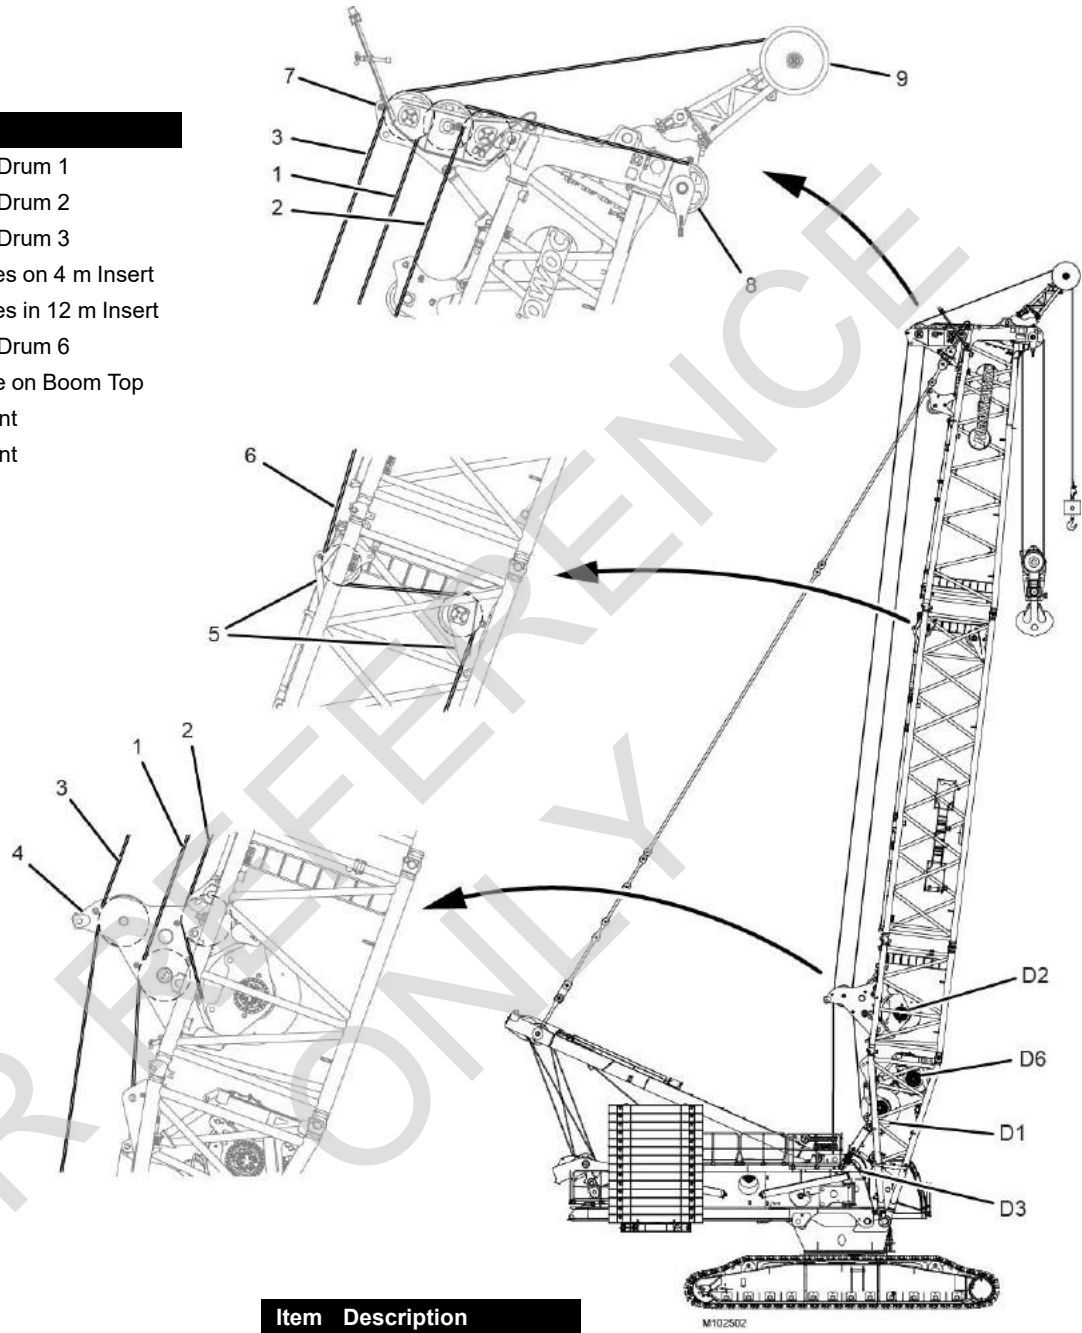 7
3
1
2
9
8
Drum 1
Drum 2
Drum 3
es on 4 m Insert
es in 12 m Insert
Drum 6
e on Boom Top
nt
nt
6
5
3
1
2
4
D2
D6
D1
D3
R REFERENCE
ONLY
Item Description
M102502